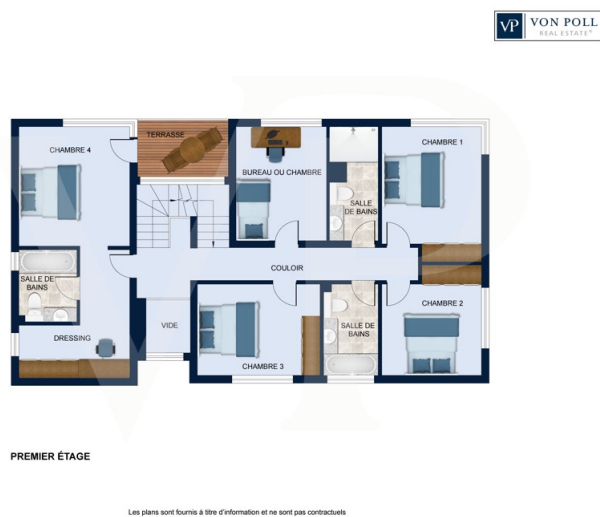 VP VON POLL
REAL ESTATE®
TERRASSE
CHAMBRE 4
CHAMBRE 1
BUREAU OU CHAMBRE
SALLE
DE BAINS
COULOIR
SALLE DE
BAINS
VIDE
CHAMBRE 2
DRESSING
SALLE
DE BAINS
CHAMBRE 3
PREMIER ÉTAGE
Les plans sont fournis à titre d'information et ne sont pas contractuels